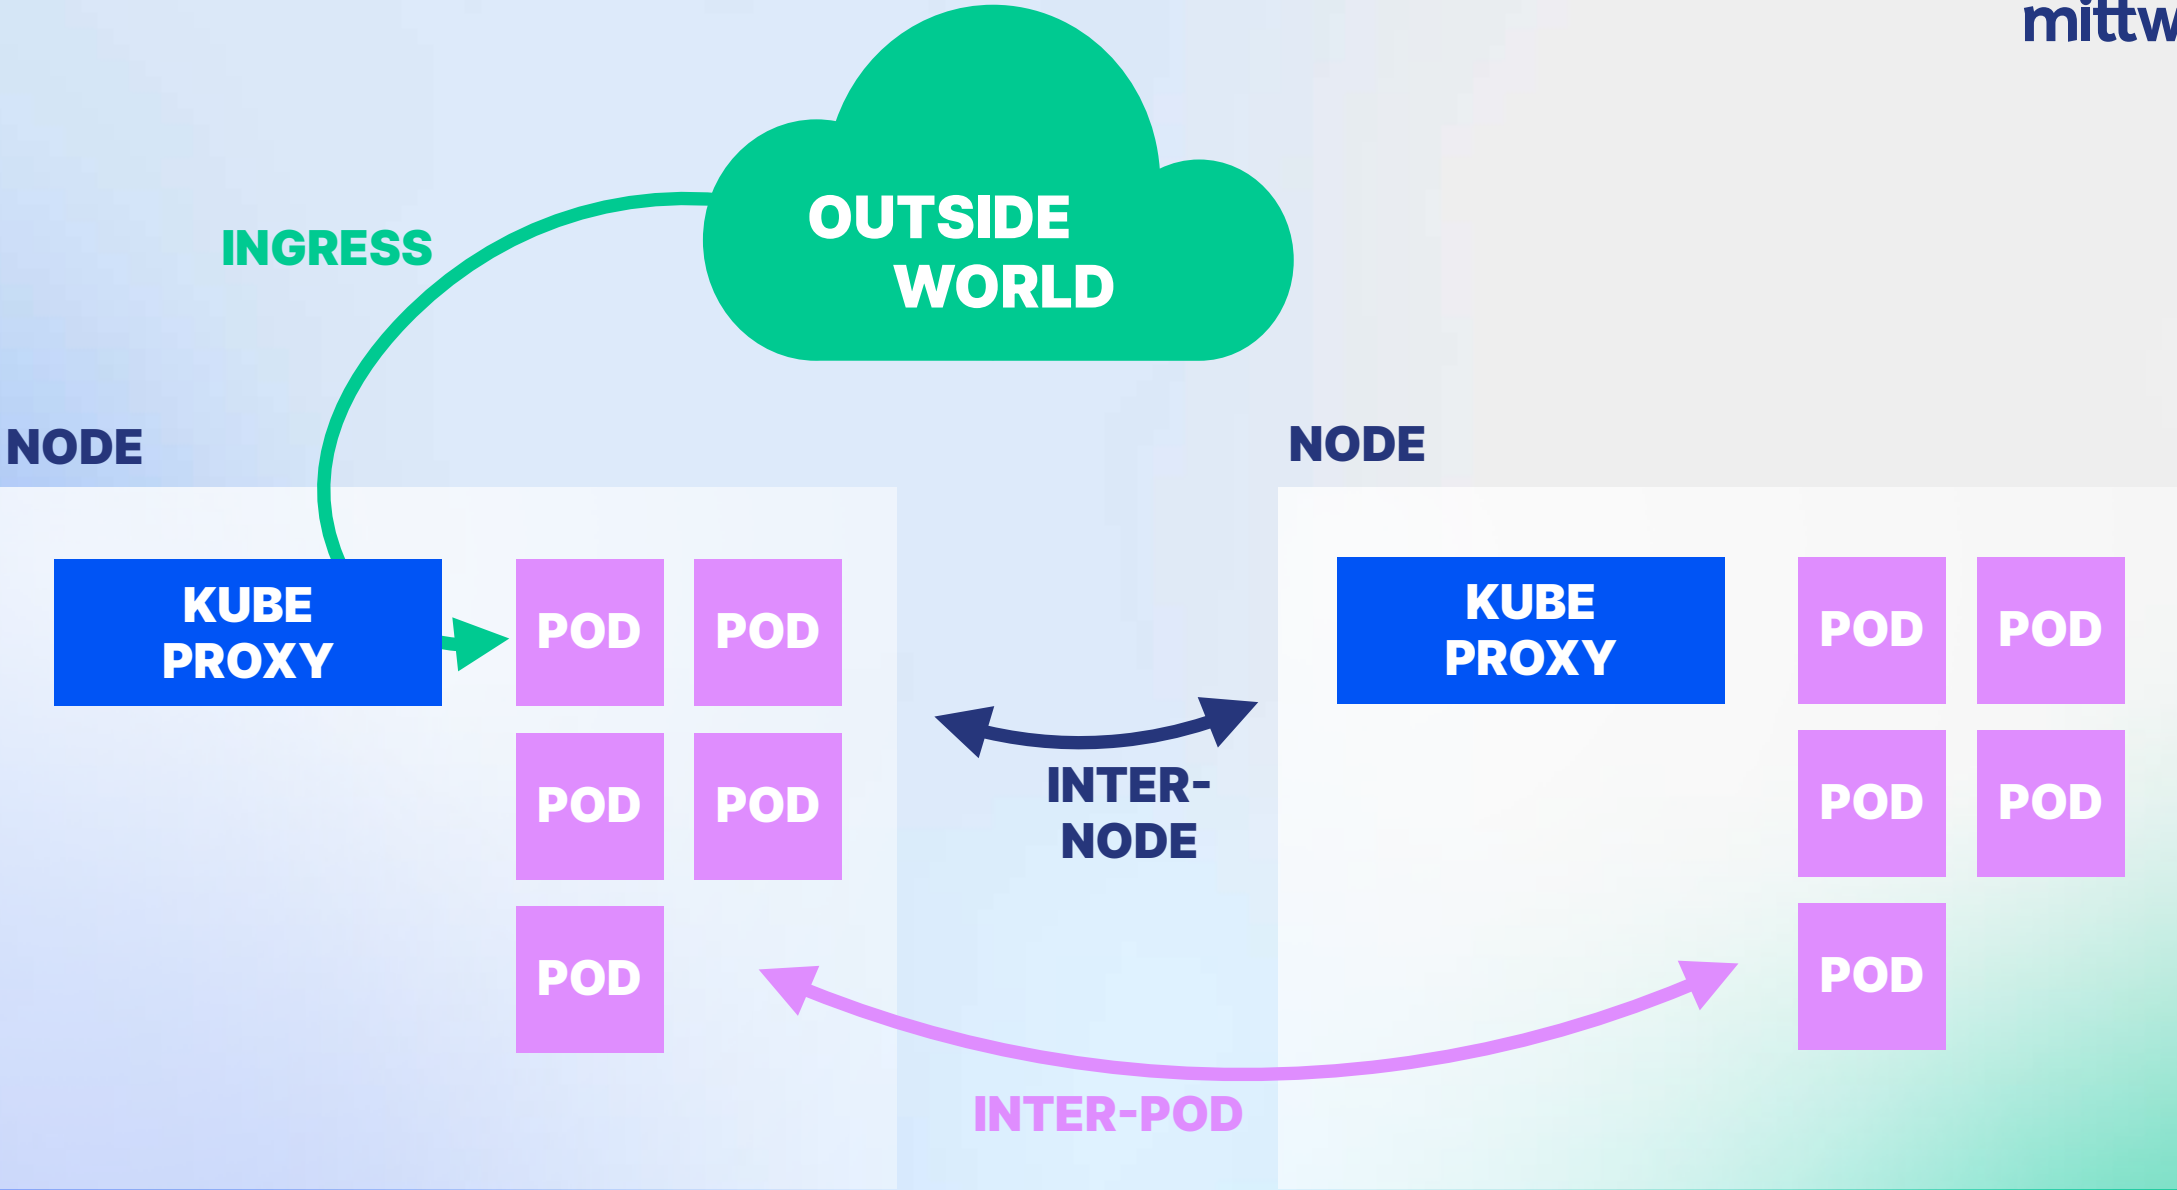 mittw
OUTSIDE
WORLD
INGRESS
NODE
NODE
KUBE
PROXY
POD
POD
POD
POD
POD
INTER-
NODE
KUBE
PROXY
POD
POD
POD
POD
POD
INTER-POD